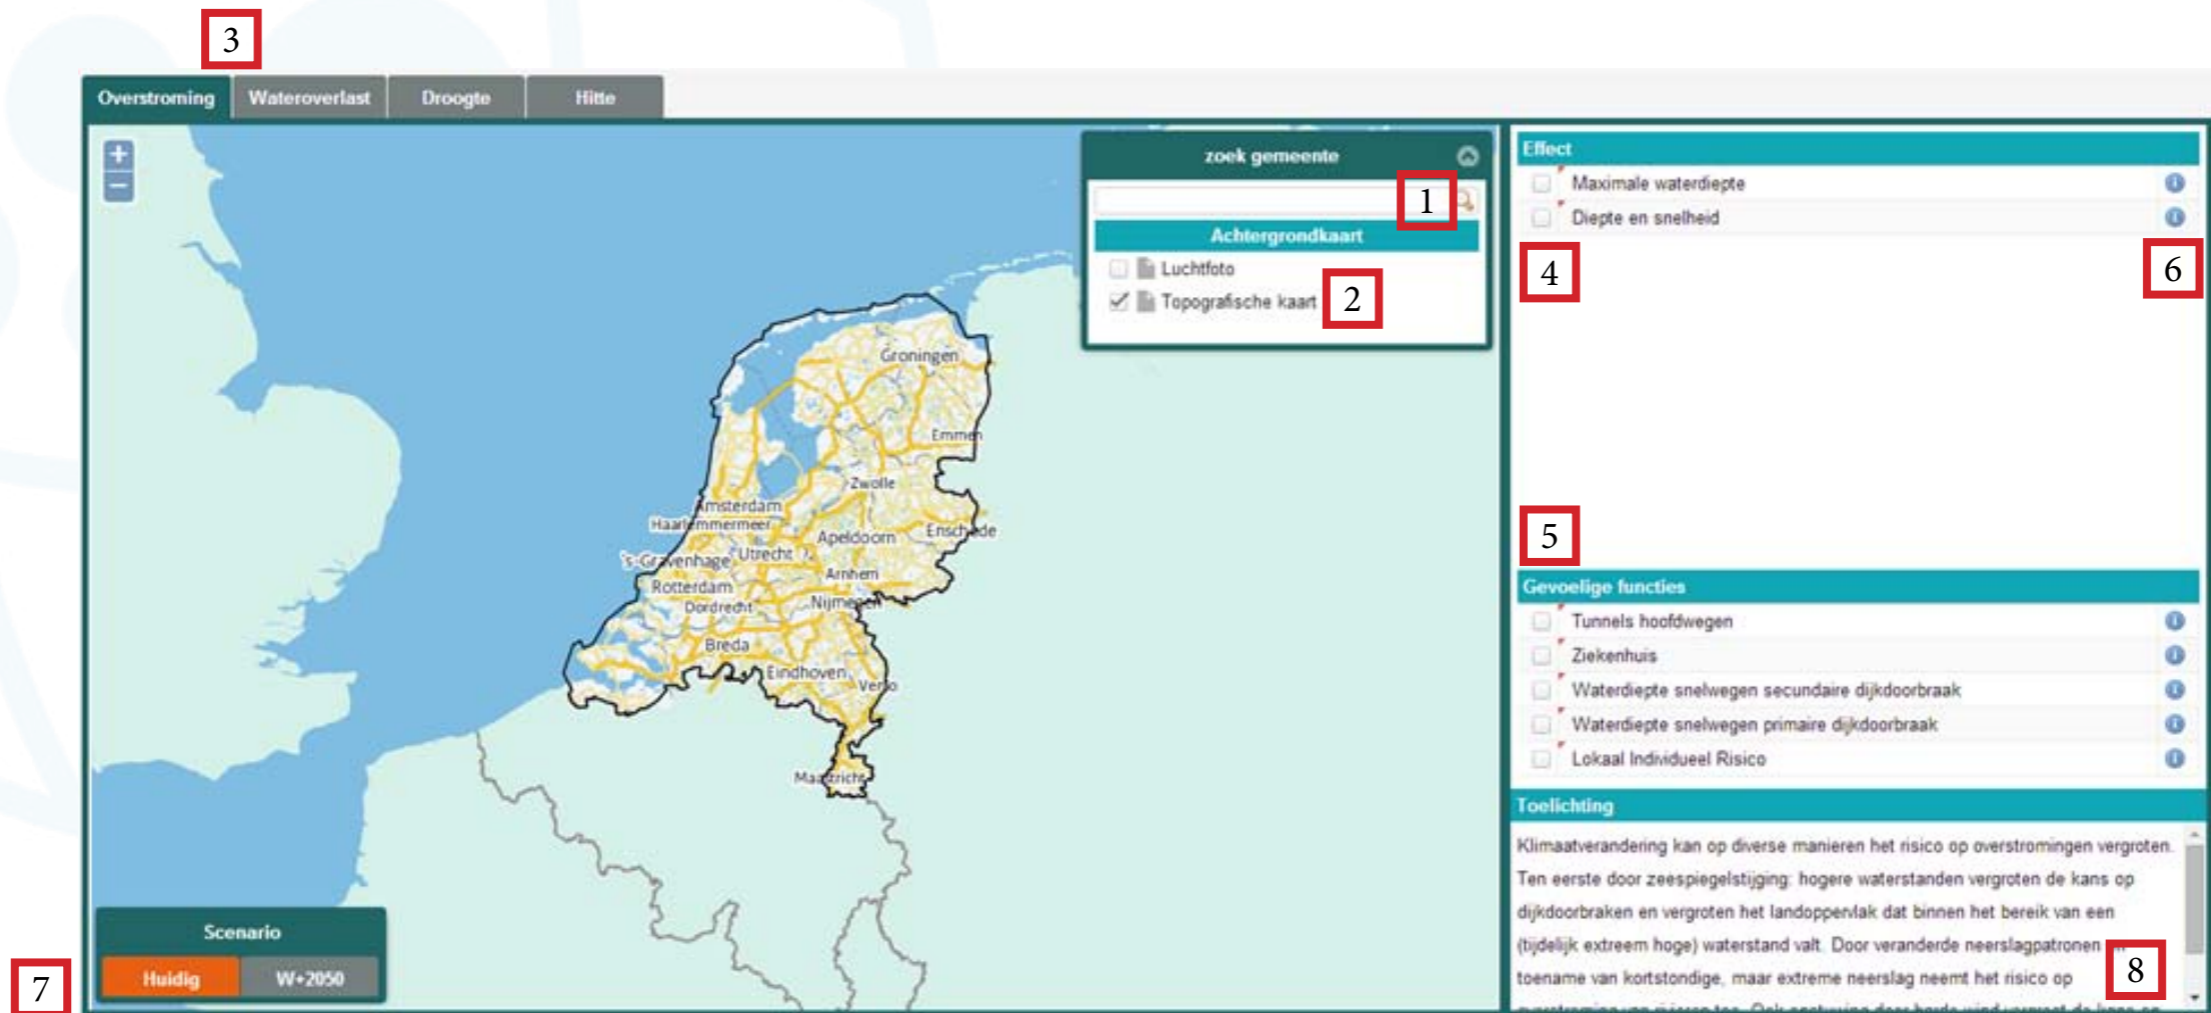 3
Overstroming Wateroverlast Droogte Hitte
+
−
zoek gemeente
1
Achtergrondkaart
Luchtfoto
Topografische kaart
2
Groningen
Emmen
Zwolle
Amsterdam
Haarlemmermeer
Apeldoorn
Enschede
's-Gravenhage
Utrecht
Arnhem
Rotterdam
Dordrecht
Nijmegen
Breda
Eindhoven
Venlo
Maastricht
Scenario
Huidig W+2050
7
Effect
Maximale waterdiepte
Diepte en snelheid
4
6
5
Gevoelige functies
Tunnels hoofdwegen
Ziekenhuis
Waterdiepte snelwegen secundaire dijkdoorbraak
Waterdiepte snelwegen primaire dijkdoorbraak
Lokaal Individueel Risico
Toelichting
Klimaatverandering kan op diverse manieren het risico op overstromingen vergroten.
Ten eerste door zeespiegelstijging: hogere waterstanden vergroten de kans op
dijkdoorbraken en vergroten het landoppervlak dat binnen het bereik van een
(tijdelijk extreem hoge) waterstand valt. Door veranderde neerslagpatronen
toename van kortstondige, maar extreme neerslag neemt het risico op
8